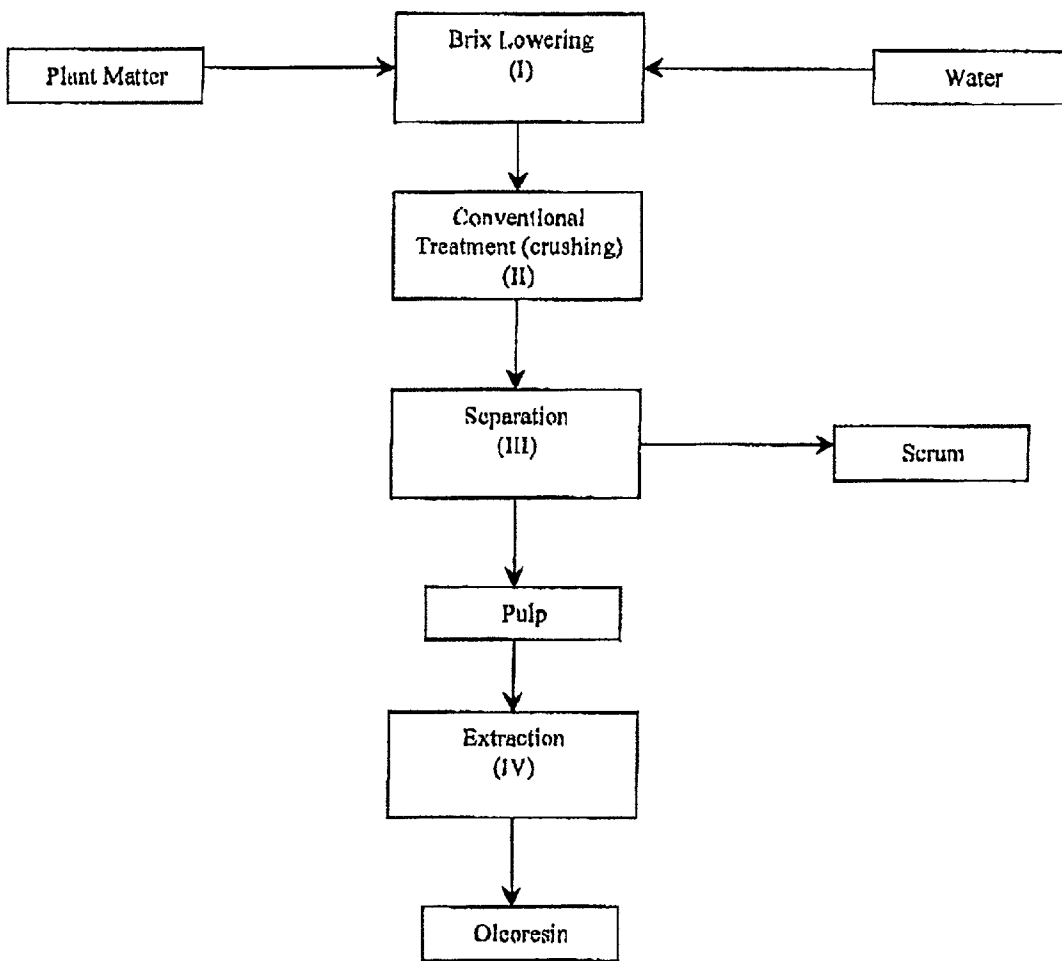 Brix Lowering
(I)
Plant Matter
Water
Conventional
Treatment (crushing)
(II)
Separation
(III)
Serum
Pulp
Extraction
(IV)
Oleoresin